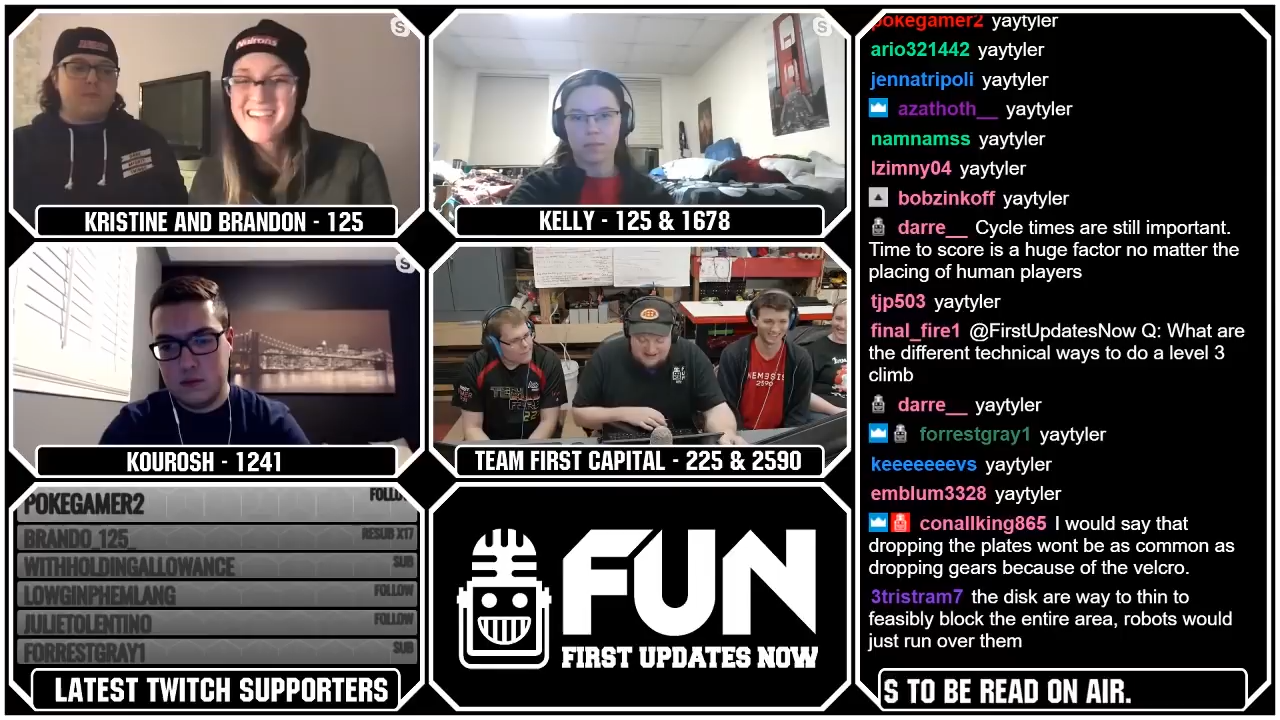 S
KRISTINE AND BRANDON - 125
S
KELLY - 125 & 1678
S
KOUROSH - 1241
NEMESIS
2590
TEAM FIRST CAPITAL - 225 & 2590
POKEGAMER2 FOLLOW
BRANDO_125_ RESUB X17
WITHHOLDINGALLOWANCE SUB
LOWGINPHEMLANG FOLLOW
JULIETOLENTINO FOLLOW
FORRESTGRAY1 SUB
LATEST TWITCH SUPPORTERS
FUN
FIRST UPDATES NOW
pokegamer2 yaytyler
ario321442 yaytyler
jennatripoli yaytyler
azathoth__ yaytyler
namnamss yaytyler
lzimny04 yaytyler
bobzinkoff yaytyler
darre__ Cycle times are still important.
Time to score is a huge factor no matter the
placing of human players
tjp503 yaytyler
final_fire1 @FirstUpdatesNow Q: What are
the different technical ways to do a level 3
climb
darre__ yaytyler
forrestgray1 yaytyler
keeeeeeevs yaytyler
emblum3328 yaytyler
conallking865 I would say that
dropping the plates wont be as common as
dropping gears because of the velcro.
3tristram7 the disk are way to thin to
feasibly block the entire area, robots would
just run over them
S TO BE READ ON AIR.